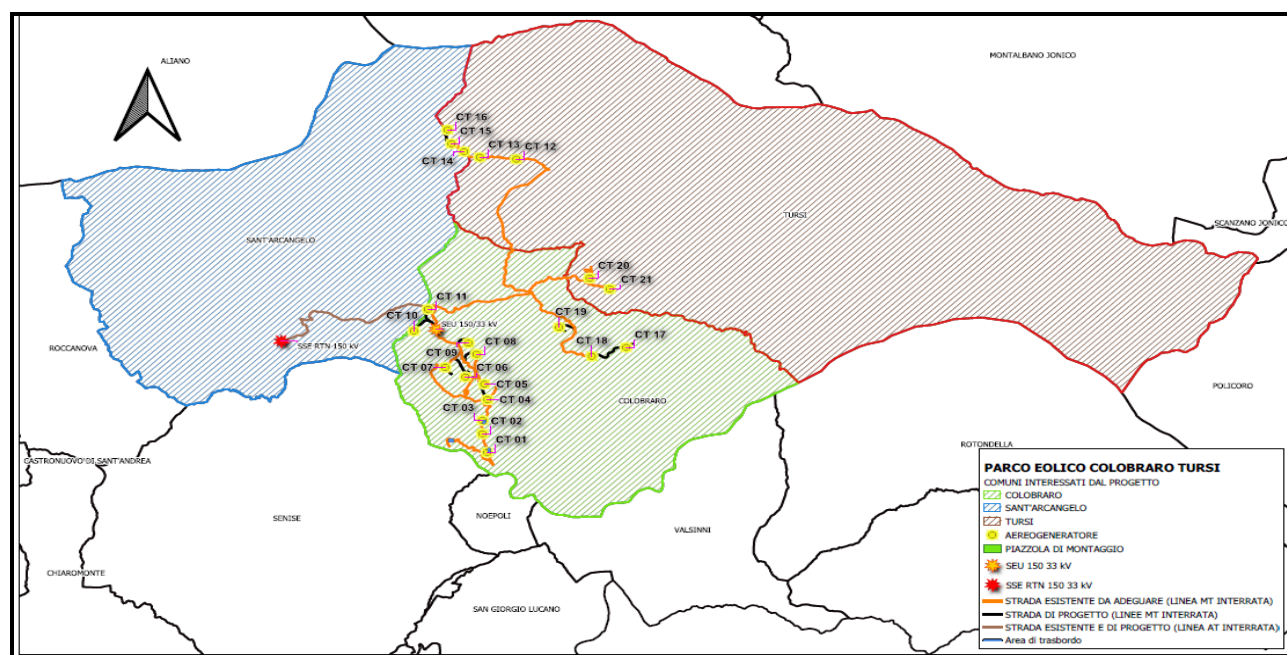 ALIANO
MONTALBANO JONICO
CT 16
CT 15
CT 13
CT 12
CT 14
TURSI
SCANZANO JONICO
SANT'ARCANGELO
CT 20
CT 21
CT 11
CT 10
SEU 150/33 kV
CT 19
CT 17
SSE RTN 150 kV
ROCCANOVA
CT 09
CT 08
CT 18
CT 07
CT 06
CT 05
POLICORO
CT 04
CT 03
COLOBRARO
CT 02
CT 01
ROTONDELLA
CASTRONUOVO DI SANT'ANDREA
SENISE
NOEPOLI
VALSINNI
CHIAROMONTE
SAN GIORGIO LUCANO
PARCO EOLICO COLOBRARO TURSI
COMUNI INTERESSATI DAL PROGETTO
COLOBRARO
SANT'ARCANGELO
TURSI
AEREOGENERATORE
PIAZZOLA DI MONTAGGIO
SEU 150 33 kV
SSE RTN 150 33 kV
STRADA ESISTENTE DA ADEGUARE (LINEA MT INTERRATA)
STRADA DI PROGETTO (LINEE MT INTERRATA)
STRADA ESISTENTE E DI PROGETTO (LINEA AT INTERRATA)
Area di trasbordo